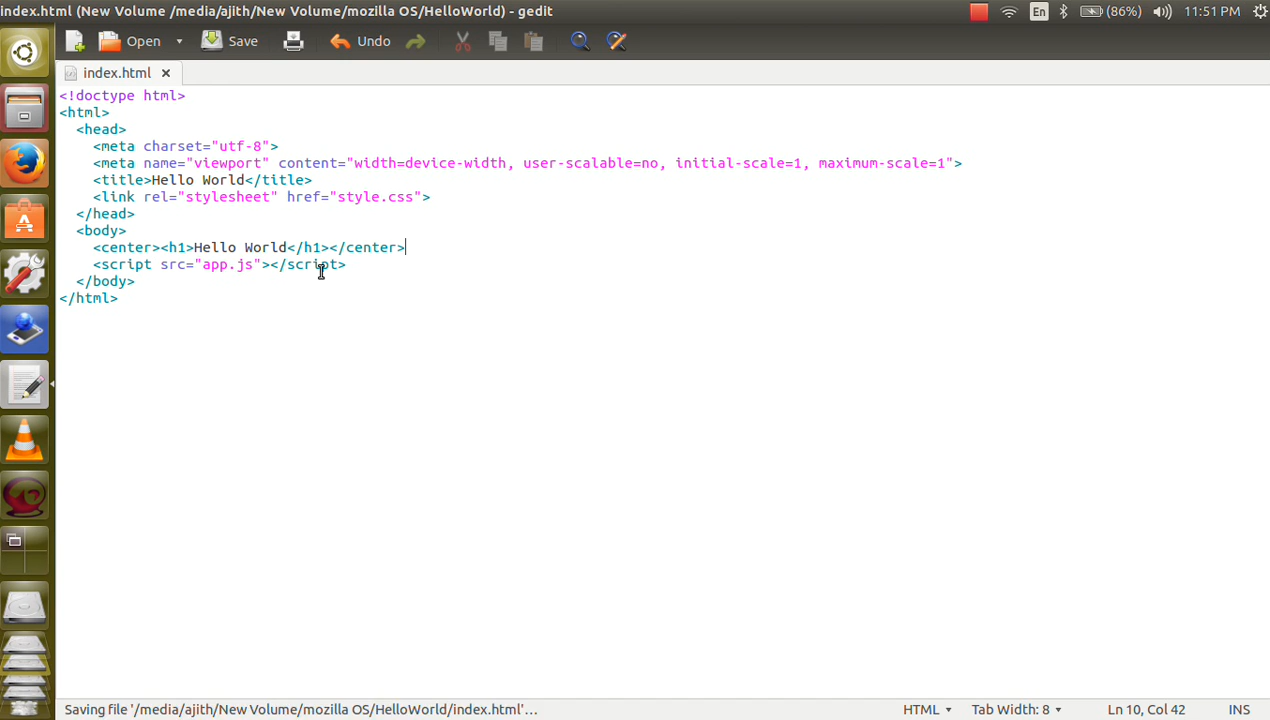 index.html (New Volume /media/ajith/New Volume/mozilla OS/HelloWorld) - gedit
En (86%) 11:51 PM
Open Save Undo
index.html
<!doctype html>
<html>
  <head>
    <meta charset="utf-8">
    <meta name="viewport" content="width=device-width, user-scalable=no, initial-scale=1, maximum-scale=1">
    <title>Hello World</title>
    <link rel="stylesheet" href="style.css">
  </head>
  <body>
    <center><h1>Hello World</h1></center>
    <script src="app.js"></script>
  </body>
</html>
Saving file '/media/ajith/New Volume/mozilla OS/HelloWorld/index.html'… HTML Tab Width: 8 Ln 10, Col 42 INS